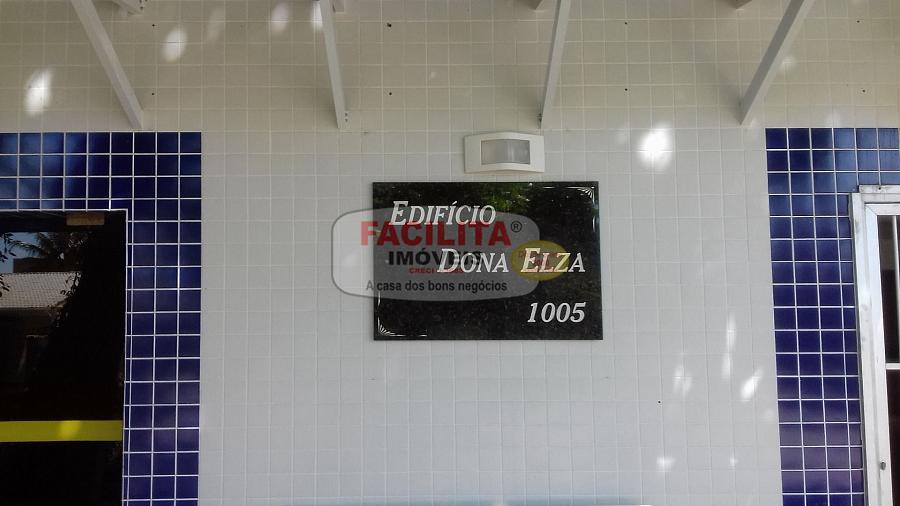 EDIFÍCIO
DONA ELZA
1005
FACILITA®
IMÓVEIS
A casa dos bons negócios